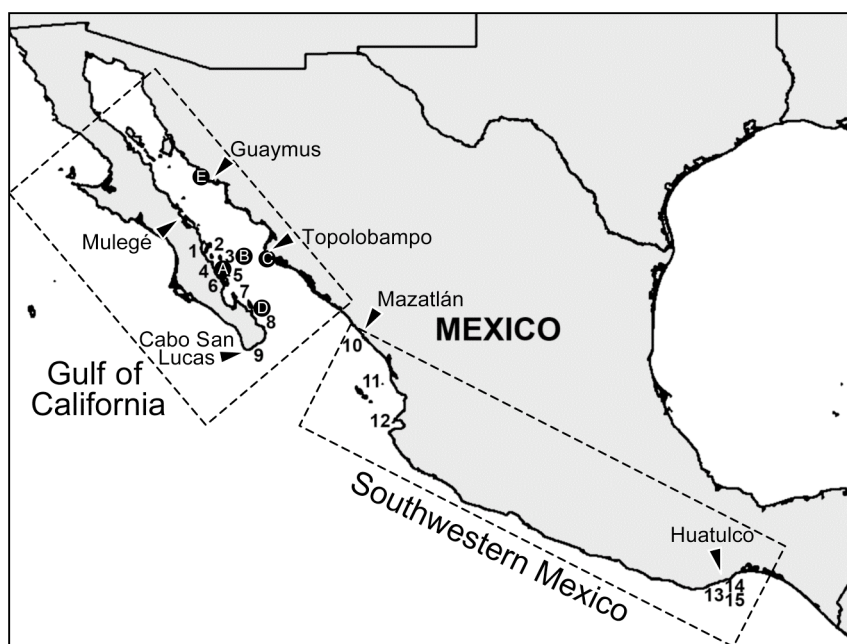 Guaymus
E
Mulegé
Topolobampo
1
2
3
B
C
4
A
5
6
7
D
8
Mazatlán
MEXICO
Cabo San
Lucas
9
10
Gulf of
California
11
12
Southwestern Mexico
Huatulco
13
14
15